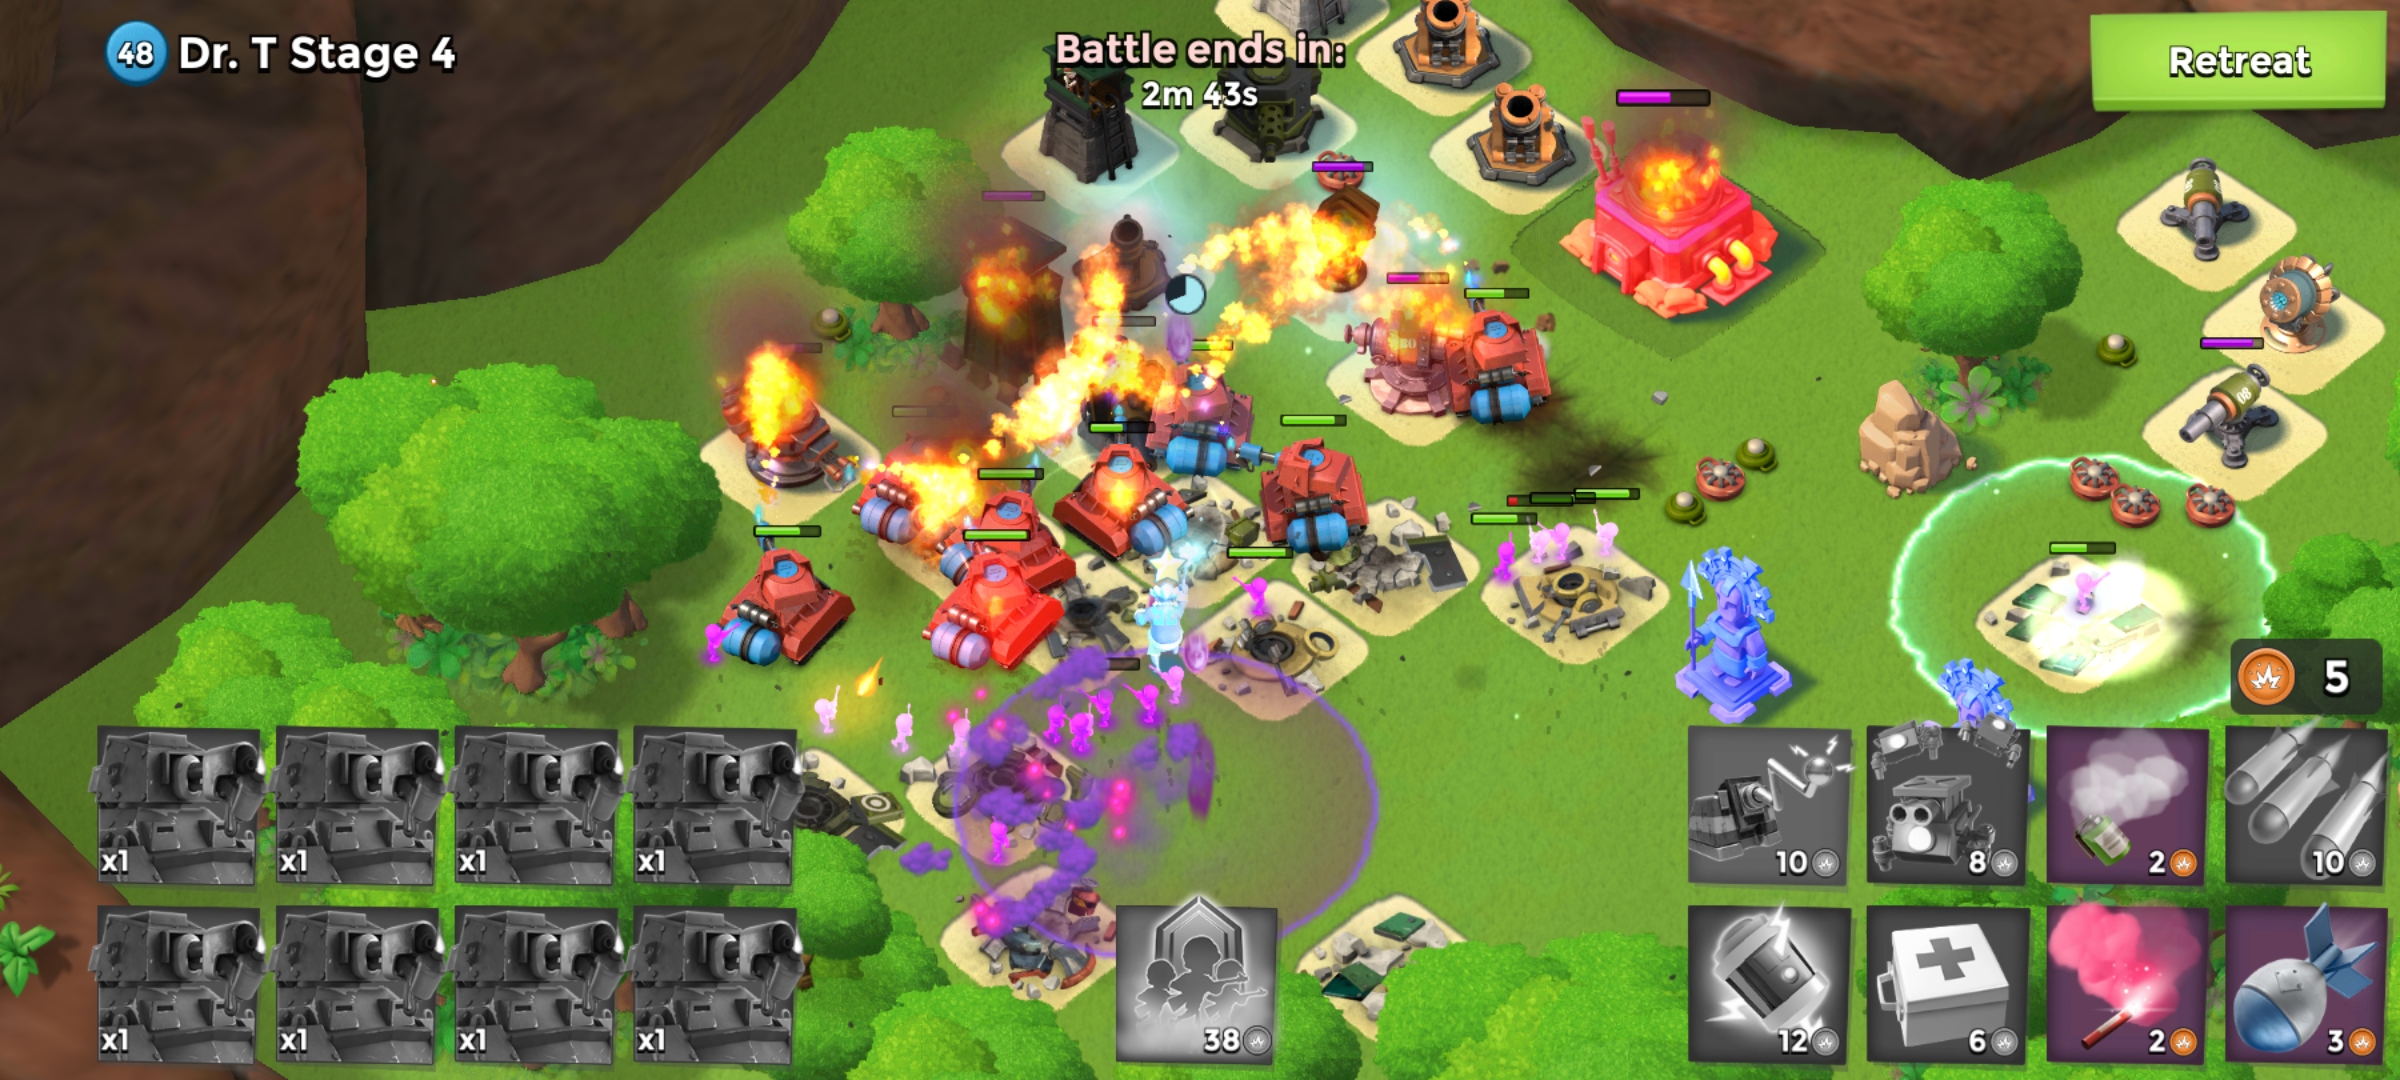 48 Dr. T Stage 4
Battle ends in:
2m 43s
Retreat
5
x1 x1 x1 x1
10 8 2 10
x1 x1 x1 x1
38
12 6 2 3